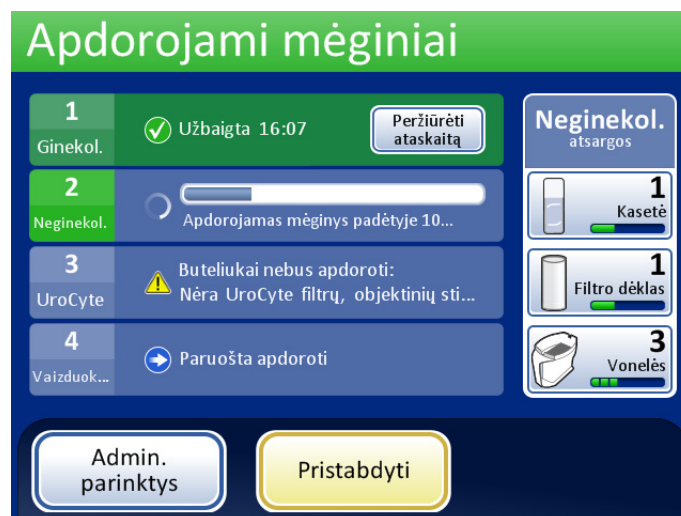 Apdorojami mėginiai
1
Ginekol.
Užbaigta 16:07
Peržiūrėti
ataskaitą
2
Neginekol.
Apdorojamas mėginys padėtyje 10...
3
UroCyte
Buteliukai nebus apdoroti:
Nėra UroCyte filtrų, objektinių sti...
4
Vaizduok...
Paruošta apdoroti
Neginekol.
atsargos
1
Kasetė
1
Filtro dėklas
3
Vonelės
Admin.
parinktys
Pristabdyti